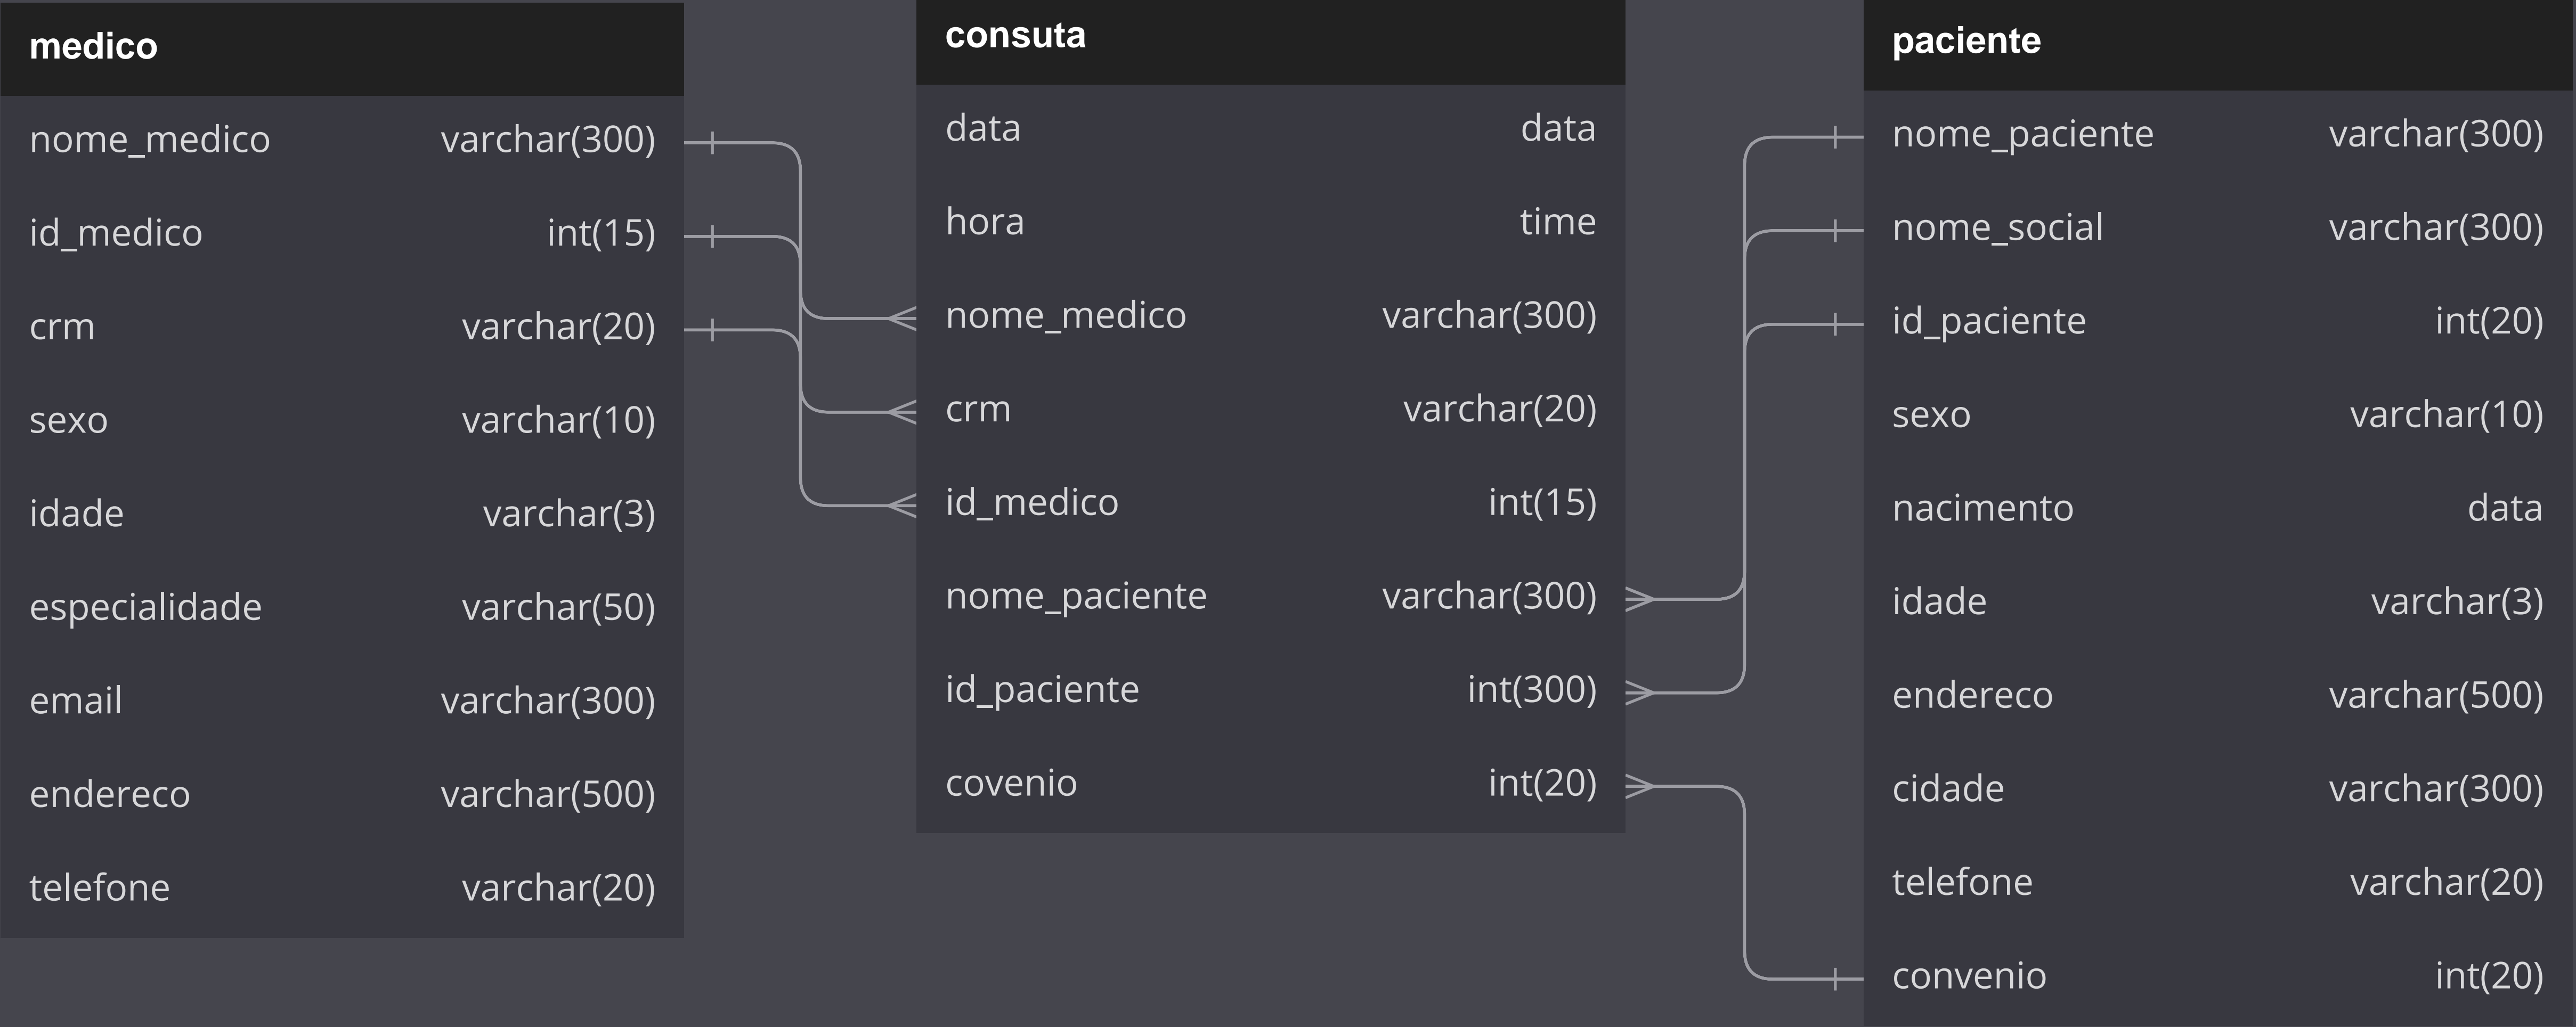 medico
nome_medico varchar(300)
id_medico int(15)
crm varchar(20)
sexo varchar(10)
idade varchar(3)
especialidade varchar(50)
email varchar(300)
endereco varchar(500)
telefone varchar(20)
consuta
data data
hora time
nome_medico varchar(300)
crm varchar(20)
id_medico int(15)
nome_paciente varchar(300)
id_paciente int(300)
covenio int(20)
paciente
nome_paciente varchar(300)
nome_social varchar(300)
id_paciente int(20)
sexo varchar(10)
nacimento data
idade varchar(3)
endereco varchar(500)
cidade varchar(300)
telefone varchar(20)
convenio int(20)